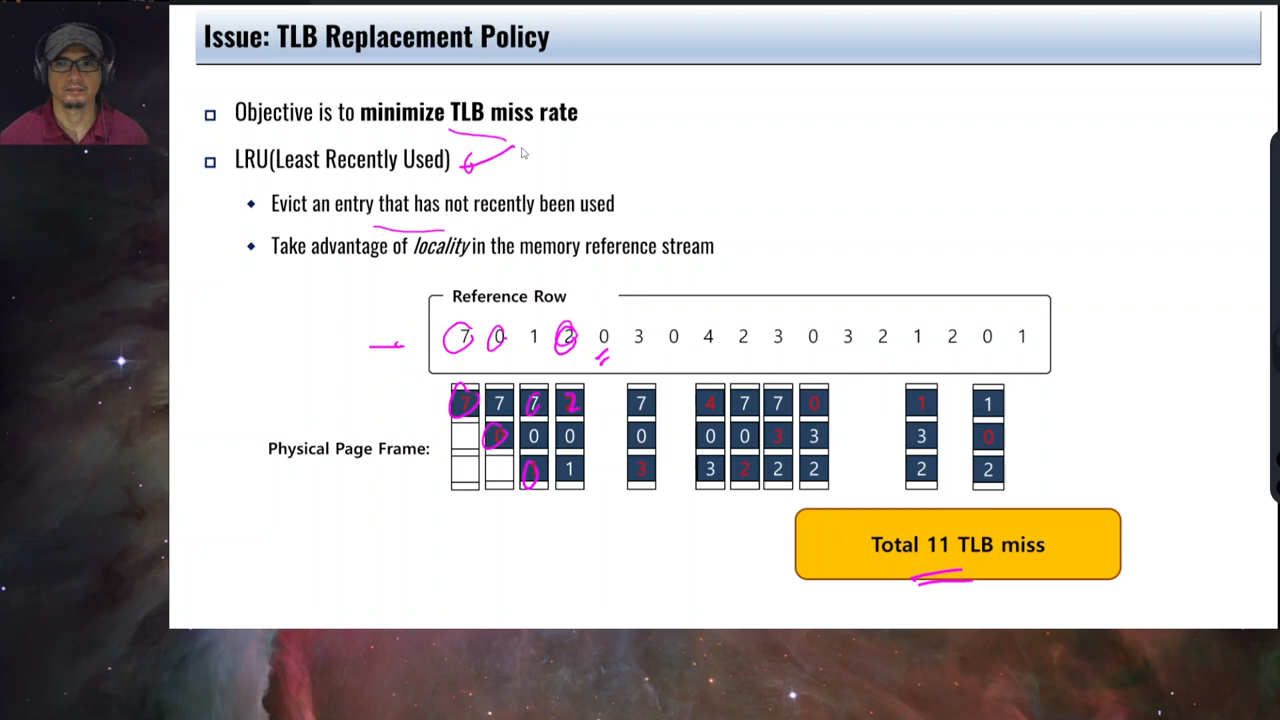 Issue: TLB Replacement Policy
Objective is to minimize TLB miss rate
LRU(Least Recently Used)
Evict an entry that has not recently been used
Take advantage of locality in the memory reference stream
Reference Row
7 0 1 2 0 3 0 4 2 3 0 3 2 1 2 0 1
7 7 7 2 7 4 7 7 0 1 1
0 0 0 0 0 0 3 3 3 0
Physical Page Frame:
1 3 3 2 2 2 2 2
Total 11 TLB miss